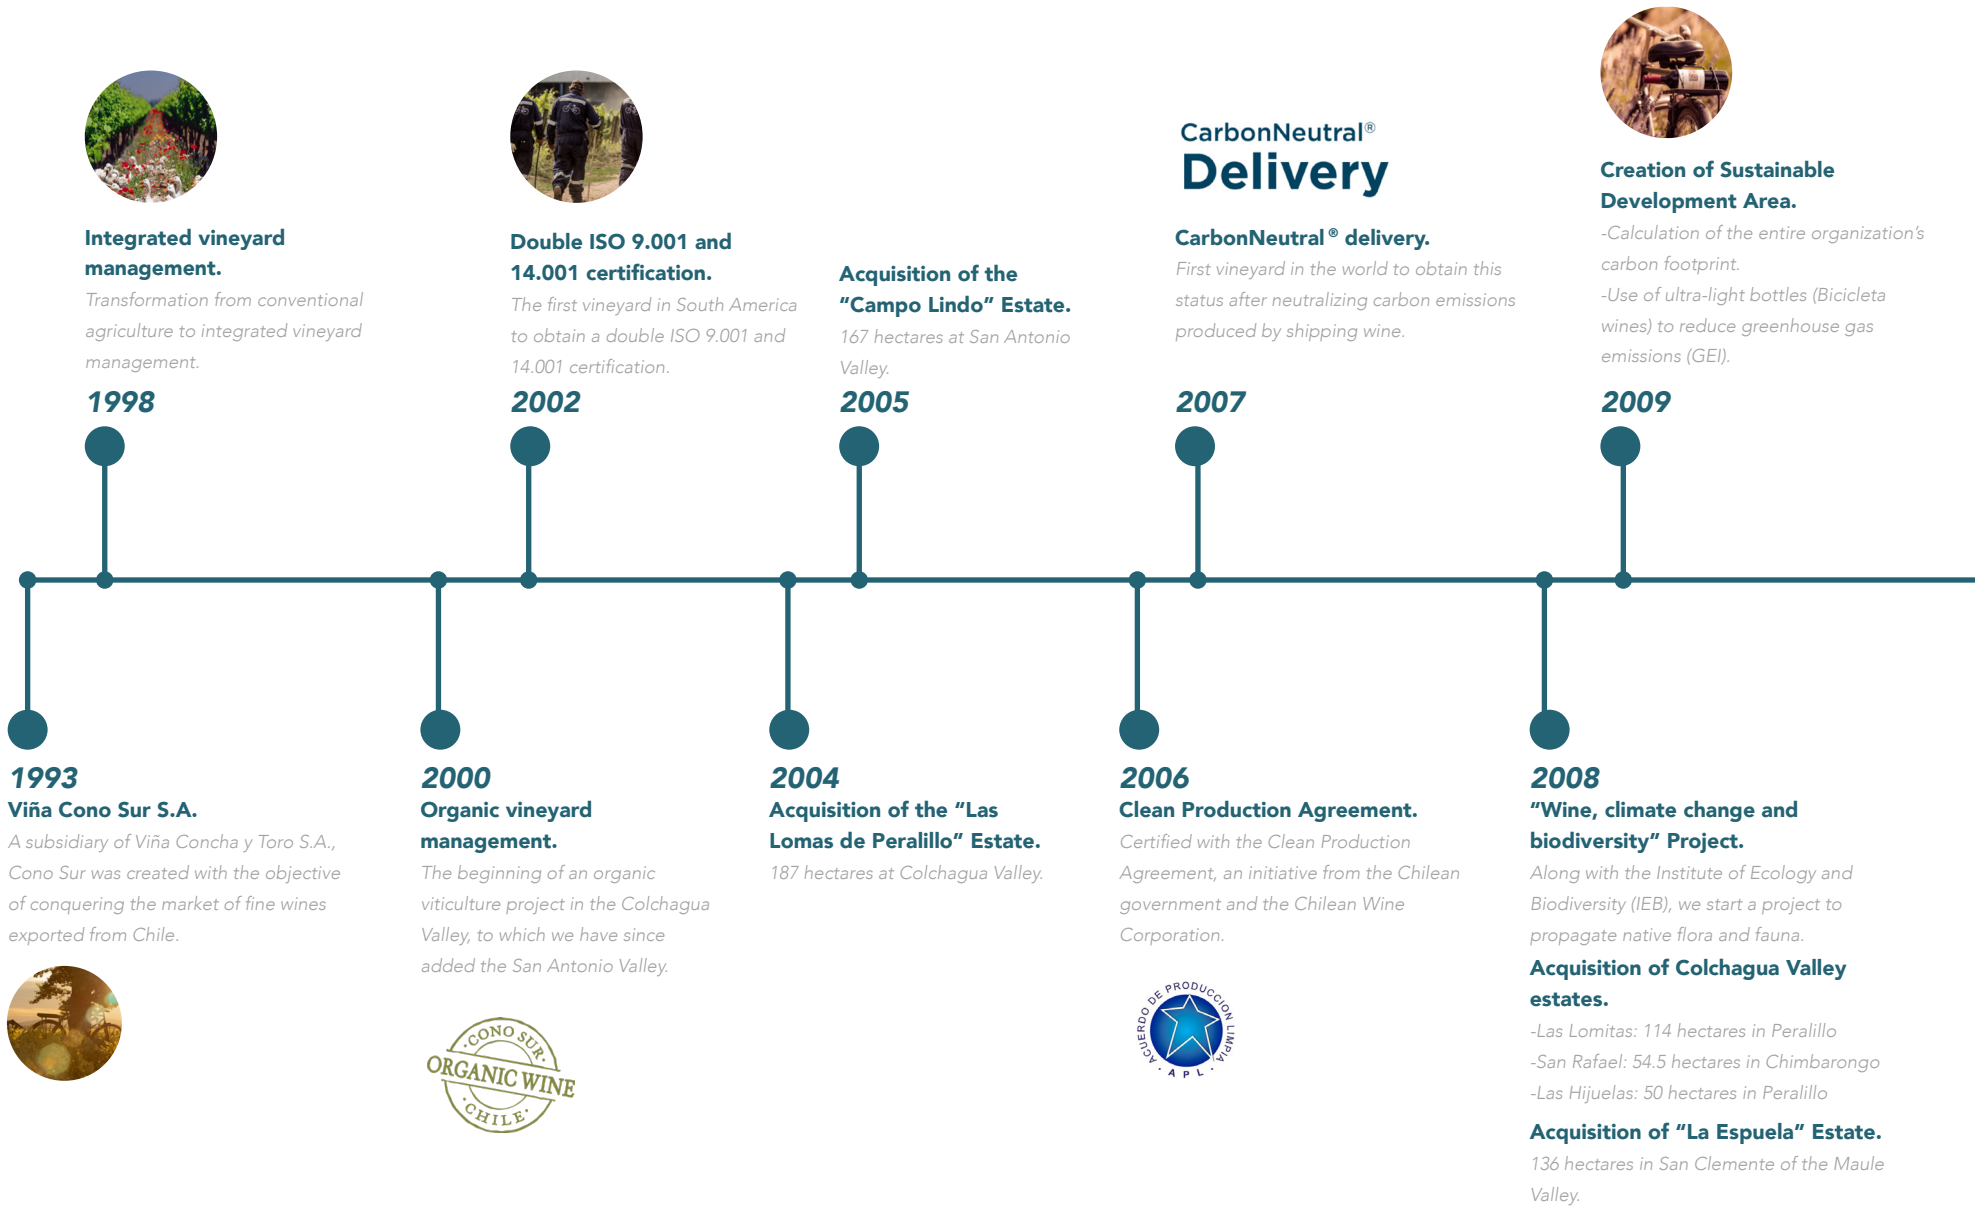 Integrated vineyard
management.
Transformation from conventional
agriculture to integrated vineyard
management.
1998
Double ISO 9.001 and
14.001 certification.
The first vineyard in South America
to obtain a double ISO 9.001 and
14.001 certification.
2002
Acquisition of the
“Campo Lindo” Estate.
167 hectares at San Antonio
Valley.
2005
CarbonNeutral®
Delivery
CarbonNeutral® delivery.
First vineyard in the world to obtain this
status after neutralizing carbon emissions
produced by shipping wine.
2007
Creation of Sustainable
Development Area.
-Calculation of the entire organization’s
carbon footprint.
-Use of ultra-light bottles (Bicicleta
wines) to reduce greenhouse gas
emissions (GEI).
2009
1993
Viña Cono Sur S.A.
A subsidiary of Viña Concha y Toro S.A.,
Cono Sur was created with the objective
of conquering the market of fine wines
exported from Chile.
2000
Organic vineyard
management.
The beginning of an organic
viticulture project in the Colchagua
Valley, to which we have since
added the San Antonio Valley.
·CONO SUR·
ORGANIC WINE
·CHILE·
2004
Acquisition of the “Las
Lomas de Peralillo” Estate.
187 hectares at Colchagua Valley.
2006
Clean Production Agreement.
Certified with the Clean Production
Agreement, an initiative from the Chilean
government and the Chilean Wine
Corporation.
ACUERDO DE PRODUCCION LIMPIA
· A P L ·
2008
“Wine, climate change and
biodiversity” Project.
Along with the Institute of Ecology and
Biodiversity (IEB), we start a project to
propagate native flora and fauna.
Acquisition of Colchagua Valley
estates.
-Las Lomitas: 114 hectares in Peralillo
-San Rafael: 54.5 hectares in Chimbarongo
-Las Hijuelas: 50 hectares in Peralillo
Acquisition of “La Espuela” Estate.
136 hectares in San Clemente of the Maule
Valley.